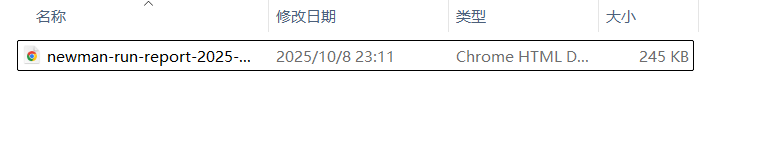 名称 修改日期 类型 大小
newman-run-report-2025-... 2025/10/8 23:11 Chrome HTML D... 245 KB